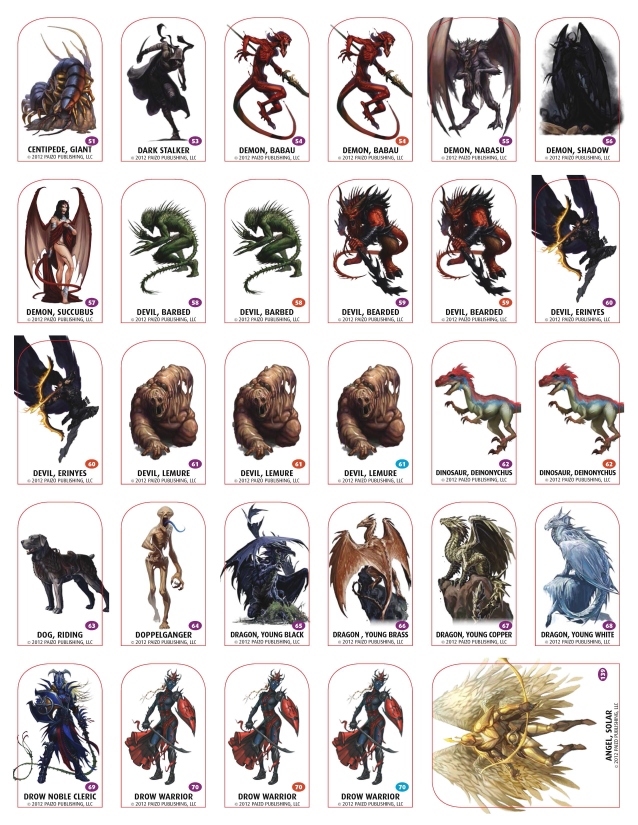 51
CENTIPEDE, GIANT
© 2012 PAIZO PUBLISHING, LLC
53
DARK STALKER
© 2012 PAIZO PUBLISHING, LLC
54
DEMON, BABAU
© 2012 PAIZO PUBLISHING, LLC
54
DEMON, BABAU
© 2012 PAIZO PUBLISHING, LLC
55
DEMON, NABASU
© 2012 PAIZO PUBLISHING, LLC
56
DEMON, SHADOW
© 2012 PAIZO PUBLISHING, LLC
57
DEMON, SUCCUBUS
© 2012 PAIZO PUBLISHING, LLC
58
DEVIL, BARBED
© 2012 PAIZO PUBLISHING, LLC
58
DEVIL, BARBED
© 2012 PAIZO PUBLISHING, LLC
59
DEVIL, BEARDED
© 2012 PAIZO PUBLISHING, LLC
59
DEVIL, BEARDED
© 2012 PAIZO PUBLISHING, LLC
60
DEVIL, ERINYES
© 2012 PAIZO PUBLISHING, LLC
60
DEVIL, ERINYES
© 2012 PAIZO PUBLISHING, LLC
61
DEVIL, LEMURE
© 2012 PAIZO PUBLISHING, LLC
61
DEVIL, LEMURE
© 2012 PAIZO PUBLISHING, LLC
61
DEVIL, LEMURE
© 2012 PAIZO PUBLISHING, LLC
62
DINOSAUR, DEINONYCHUS
© 2012 PAIZO PUBLISHING, LLC
62
DINOSAUR, DEINONYCHUS
© 2012 PAIZO PUBLISHING, LLC
63
DOG, RIDING
© 2012 PAIZO PUBLISHING, LLC
64
DOPPELGANGER
© 2012 PAIZO PUBLISHING, LLC
65
DRAGON, YOUNG BLACK
© 2012 PAIZO PUBLISHING, LLC
66
DRAGON , YOUNG BRASS
© 2012 PAIZO PUBLISHING, LLC
67
DRAGON, YOUNG COPPER
© 2012 PAIZO PUBLISHING, LLC
68
DRAGON, YOUNG WHITE
© 2012 PAIZO PUBLISHING, LLC
69
DROW NOBLE CLERIC
© 2012 PAIZO PUBLISHING, LLC
70
DROW WARRIOR
© 2012 PAIZO PUBLISHING, LLC
70
DROW WARRIOR
© 2012 PAIZO PUBLISHING, LLC
70
DROW WARRIOR
© 2012 PAIZO PUBLISHING, LLC
ANGEL, SOLAR
© 2012 PAIZO PUBLISHING, LLC